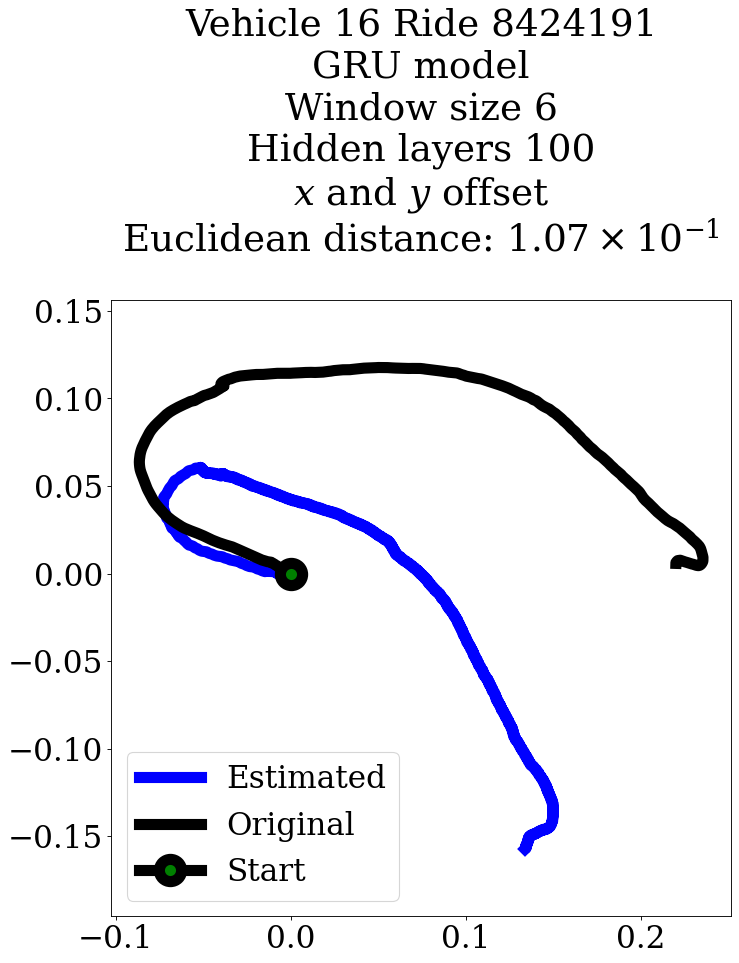 Vehicle 16 Ride 8424191
GRU model
Window size 6
Hidden layers 100
x and y offset
Euclidean distance: 1.07 × 10⁻¹
0.15
0.10
0.05
0.00
−0.05
−0.10
−0.15
Estimated
Original
Start
−0.1
0.0
0.1
0.2